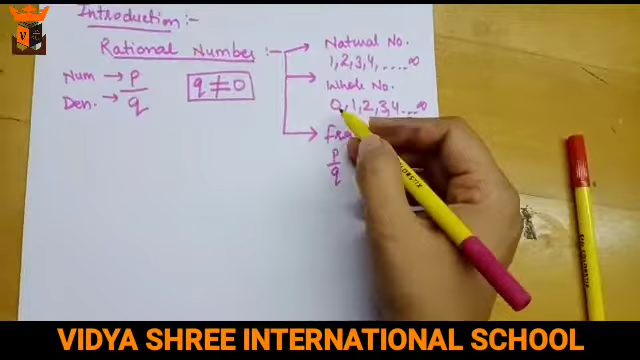 Introduction:-
Rational Number:-
Natural No.
1,2,3,4,.....∞
Num → P
Den. → q
q ≠ 0
Whole No.
0,1,2,3,4...∞
P
q
VIDYA SHREE INTERNATIONAL SCHOOL